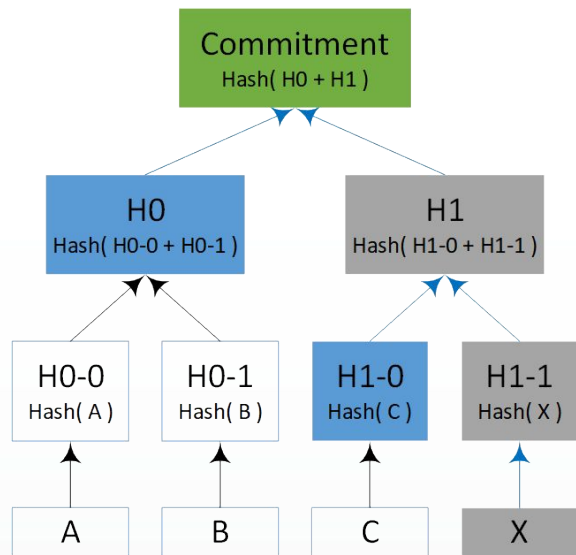 Commitment
Hash( H0 + H1 )
H0
Hash( H0-0 + H0-1 )
H1
Hash( H1-0 + H1-1 )
H0-0
Hash( A )
H0-1
Hash( B )
H1-0
Hash( C )
H1-1
Hash( X )
A
B
C
X